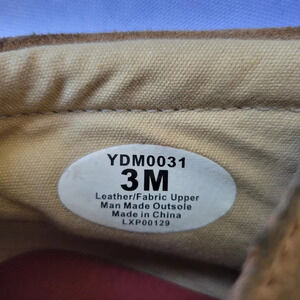 YDM0031
3M
Leather/Fabric Upper
Man Made Outsole
Made in China
LXP00129